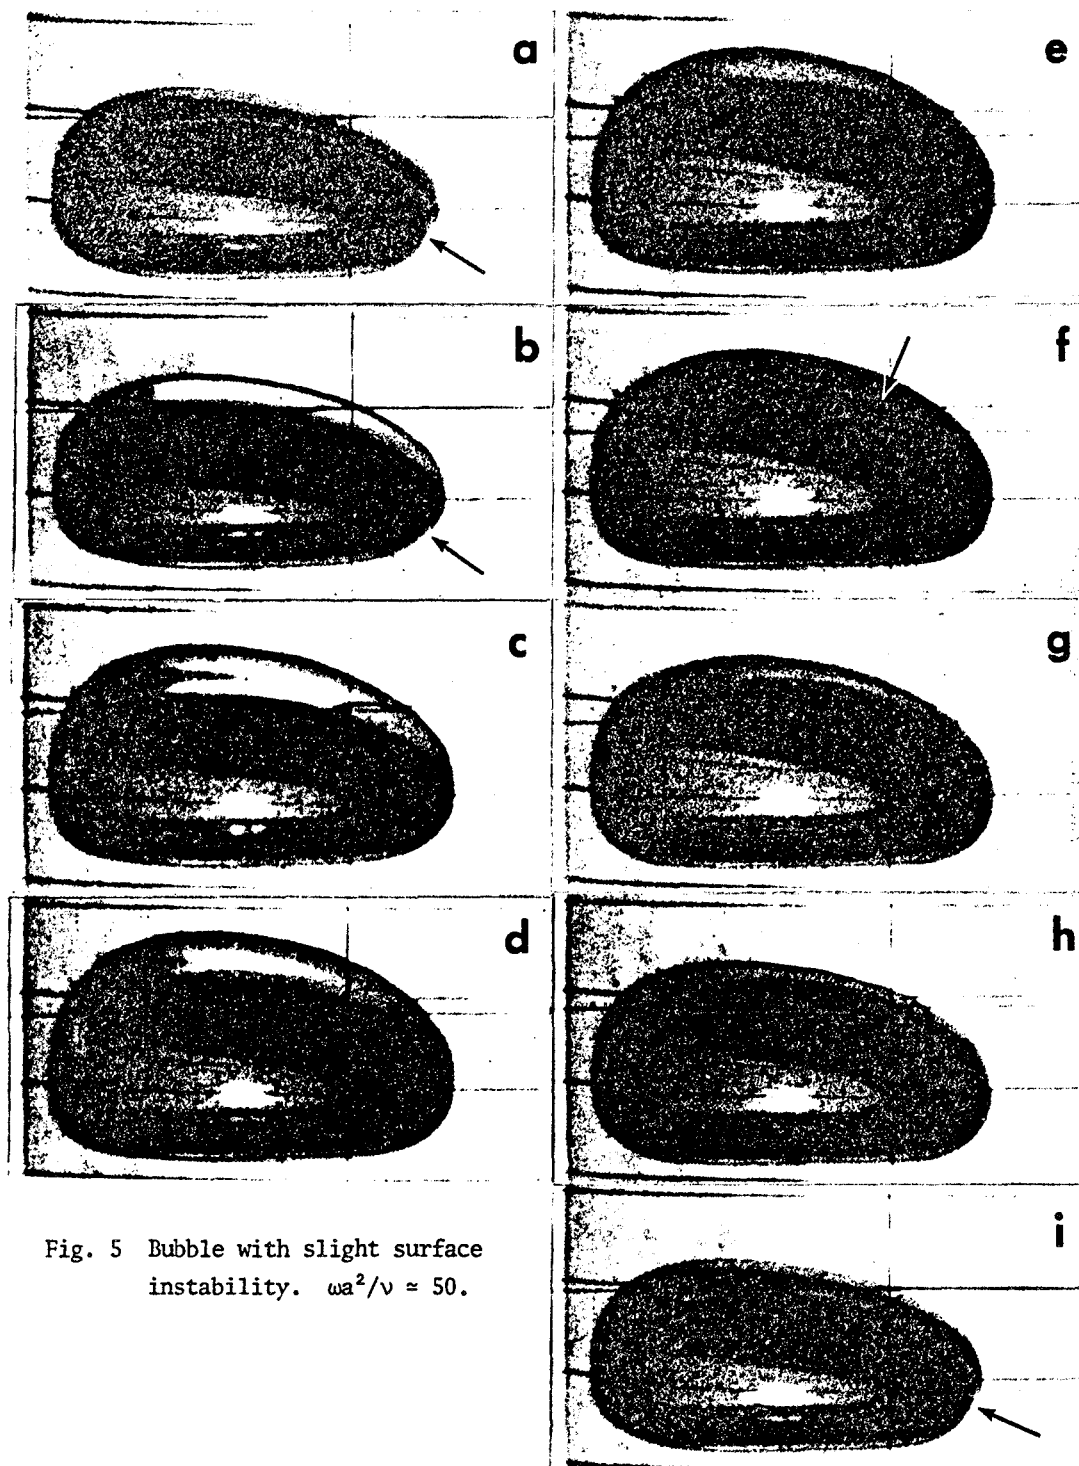 a
b
c
d
e
f
g
h
i
Fig. 5 Bubble with slight surface
instability. ωa²/ν ≃ 50.